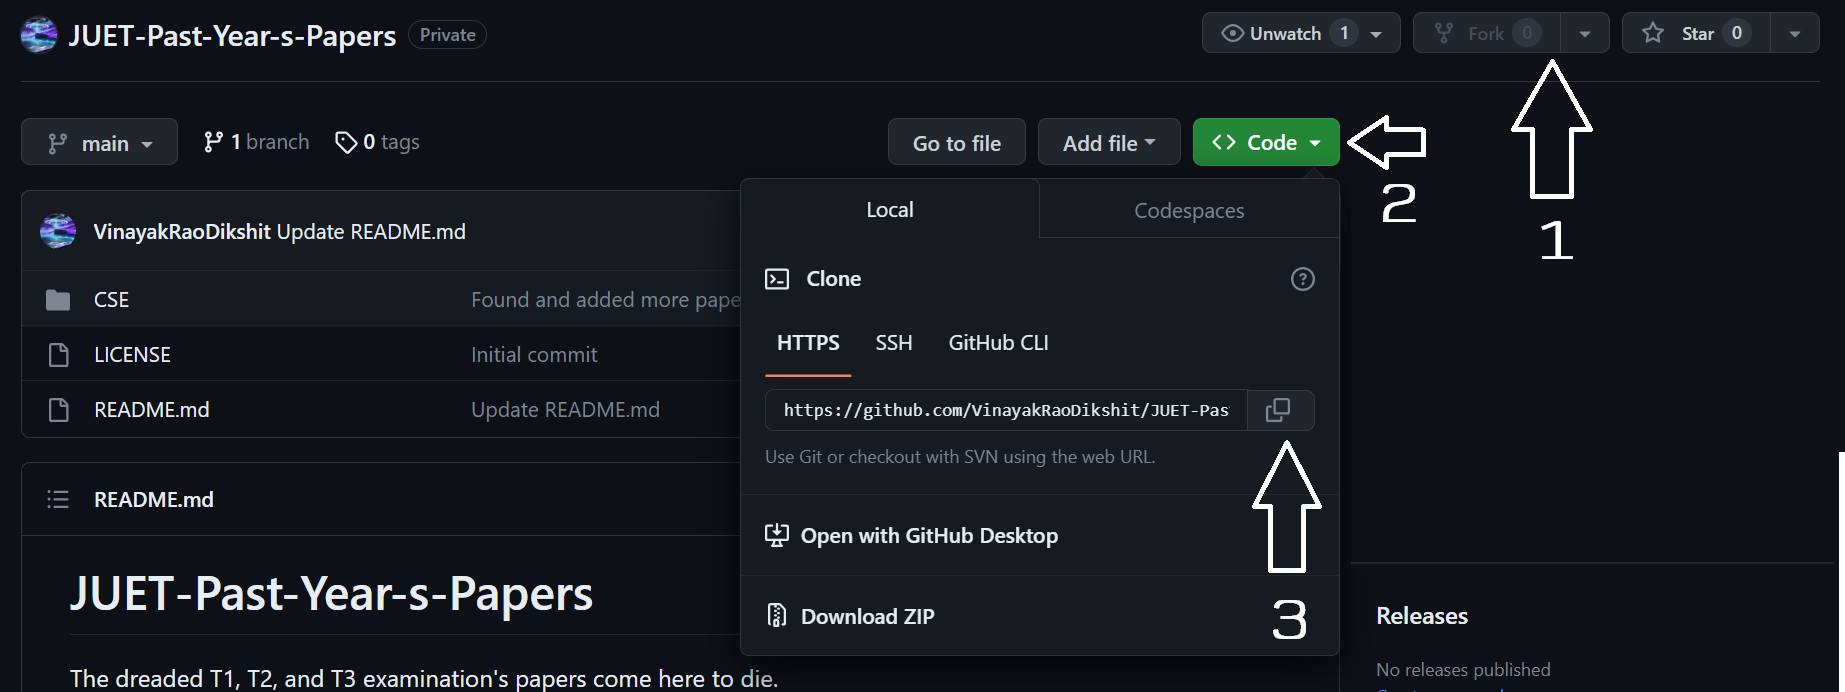 JUET-Past-Year-s-Papers Private Unwatch 1 Fork 0 Star 0
main 1 branch 0 tags Go to file Add file <> Code
2
1
Local Codespaces
VinayakRaoDikshit Update README.md
Clone
CSE Found and added more pape
HTTPS SSH GitHub CLI
LICENSE Initial commit
https://github.com/VinayakRaoDikshit/JUET-Pas
README.md Update README.md
Use Git or checkout with SVN using the web URL.
README.md
Open with GitHub Desktop
JUET-Past-Year-s-Papers
Download ZIP
3
Releases
No releases published
The dreaded T1, T2, and T3 examination's papers come here to die.